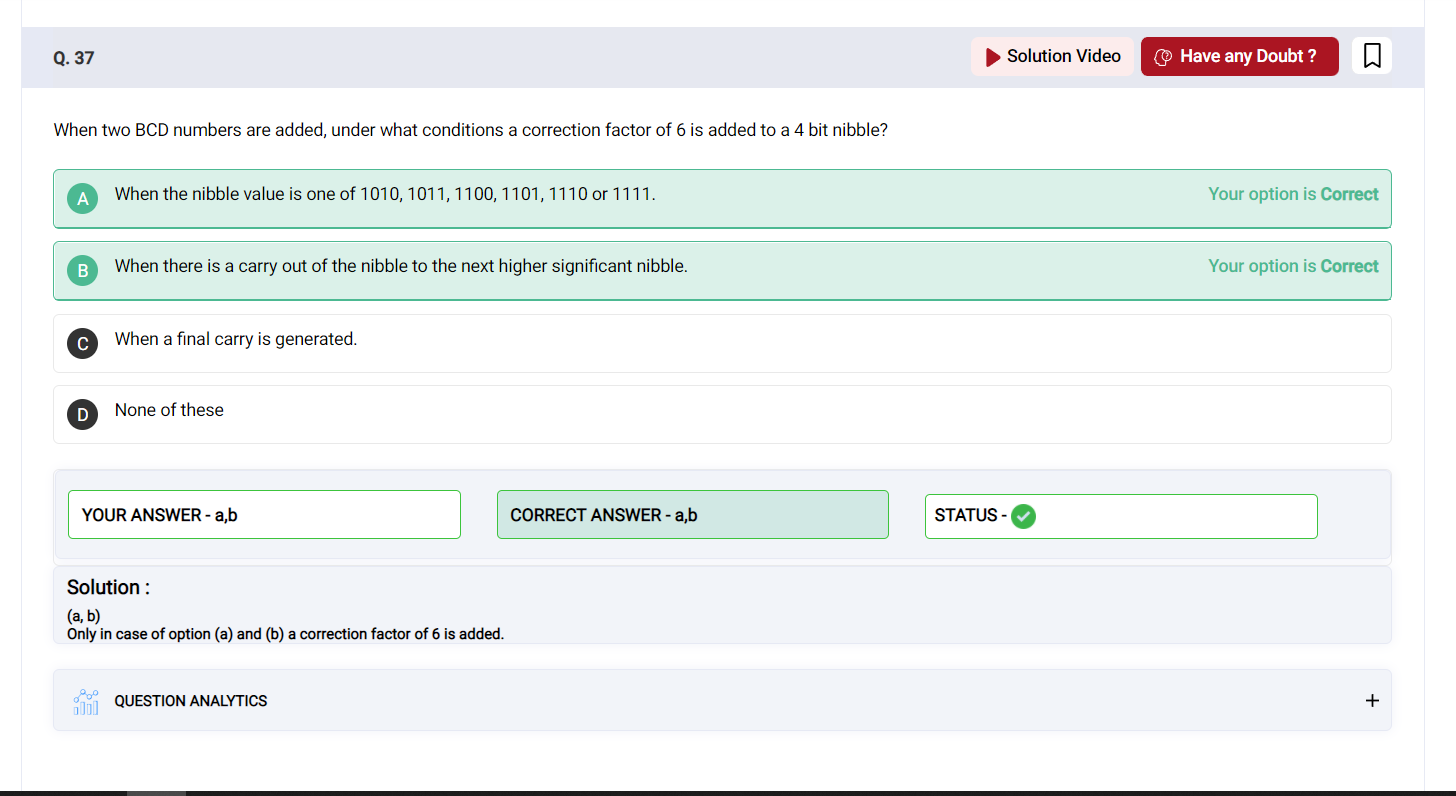 Q. 37
Solution Video
Have any Doubt ?
When two BCD numbers are added, under what conditions a correction factor of 6 is added to a 4 bit nibble?
A When the nibble value is one of 1010, 1011, 1100, 1101, 1110 or 1111. Your option is Correct
B When there is a carry out of the nibble to the next higher significant nibble. Your option is Correct
C When a final carry is generated.
D None of these
YOUR ANSWER - a,b
CORRECT ANSWER - a,b
STATUS -
Solution :
(a, b)
Only in case of option (a) and (b) a correction factor of 6 is added.
QUESTION ANALYTICS
+